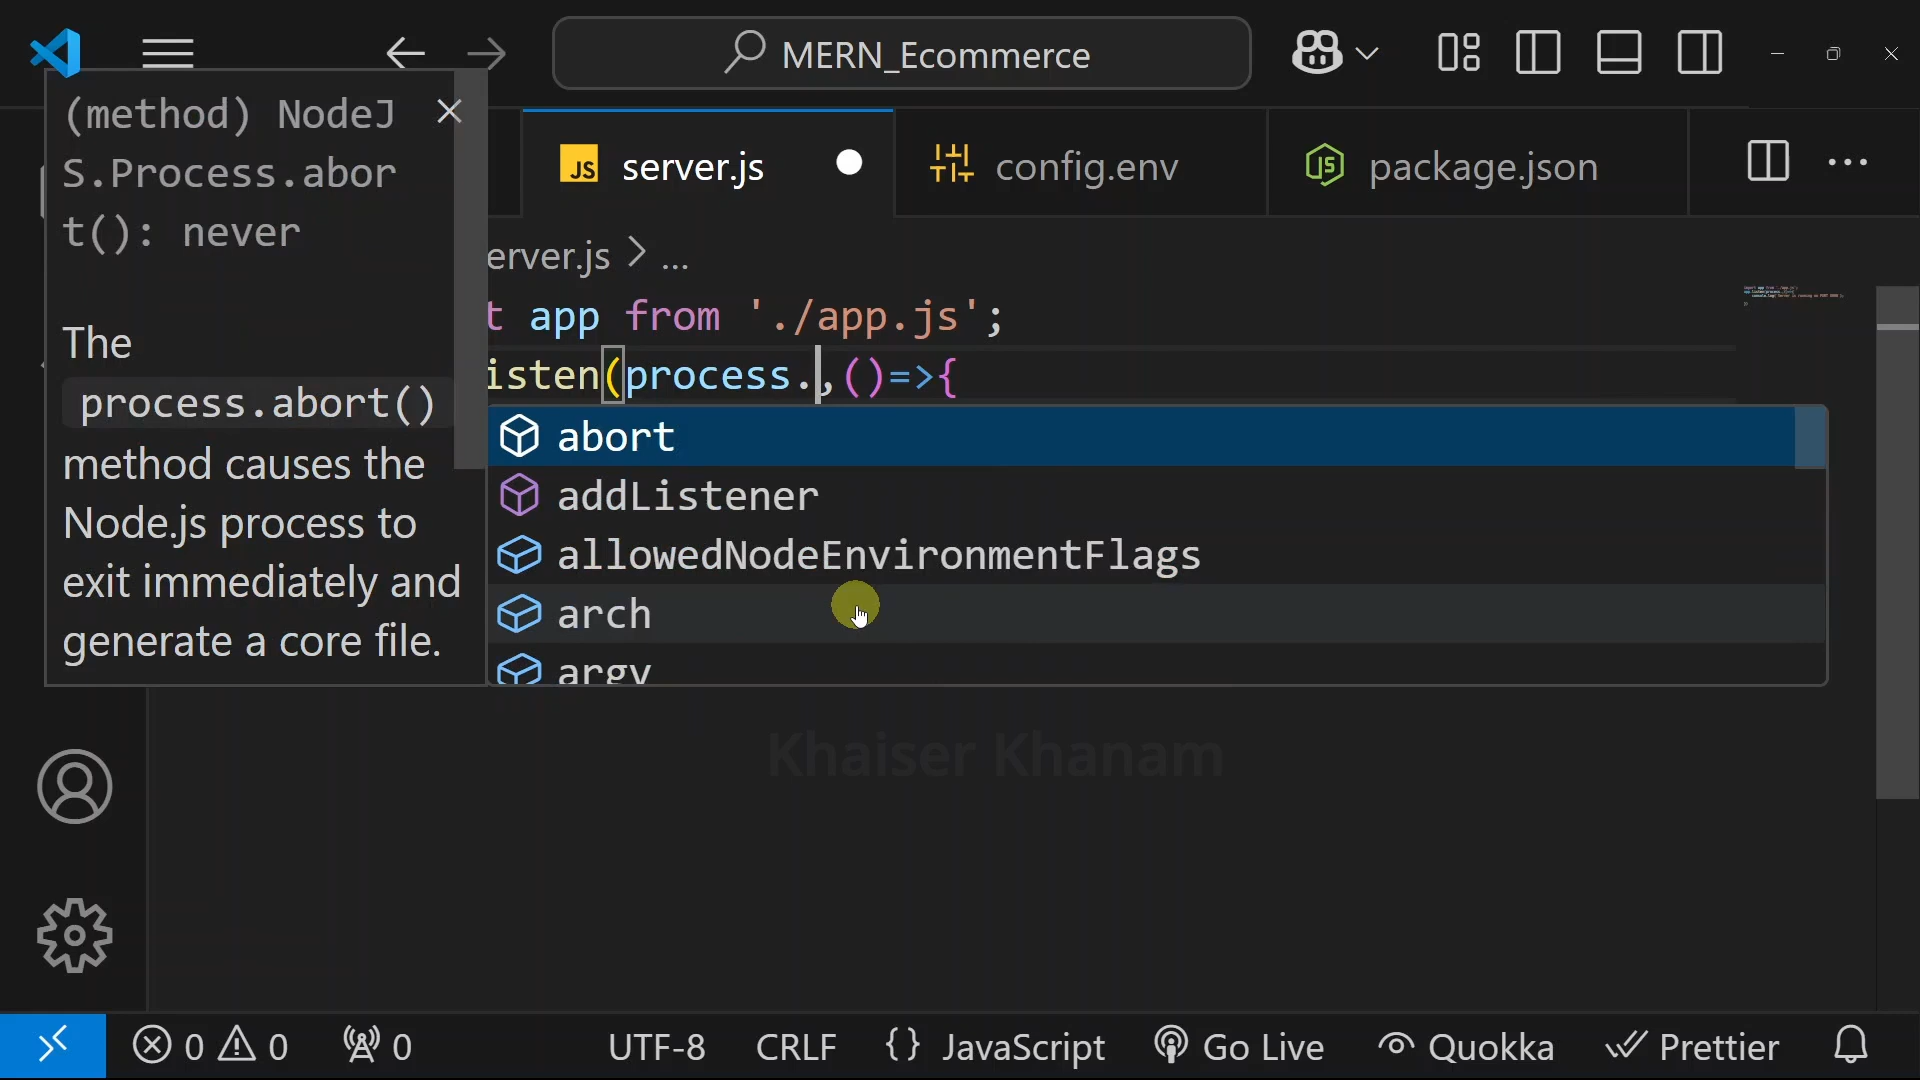 MERN_Ecommerce
(method) NodeJ
S.Process.abor
t(): never
The
process.abort()
method causes the
Node.js process to
exit immediately and
generate a core file.
JS server.js
config.env
package.json
erver.js > ...
t app from './app.js';
isten(process.,()=>{
abort
addListener
allowedNodeEnvironmentFlags
arch
argv
Khaiser Khanam
0 0 0 UTF-8 CRLF {} JavaScript Go Live Quokka Prettier